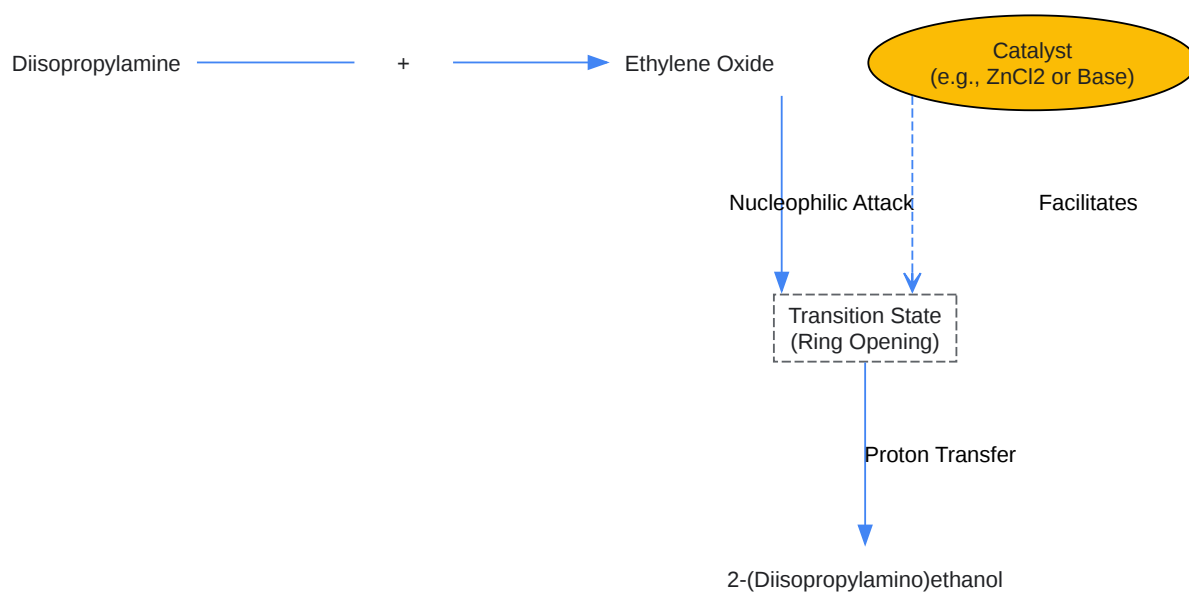 Diisopropylamine
+
Ethylene Oxide
Catalyst
(e.g., ZnCl2 or Base)
Nucleophilic Attack
Facilitates
Transition State
(Ring Opening)
Proton Transfer
2-(Diisopropylamino)ethanol